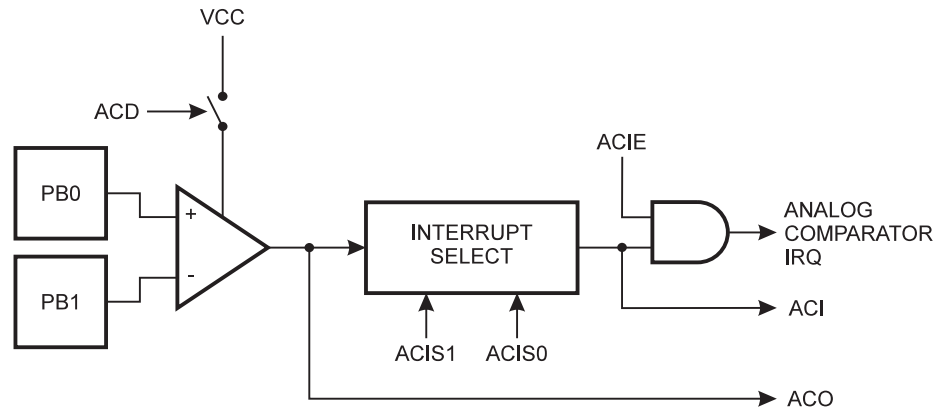 VCC
ACD
ACIE
PB0
+
INTERRUPT
SELECT
ANALOG
COMPARATOR
IRQ
PB1
-
ACI
ACIS1
ACIS0
ACO